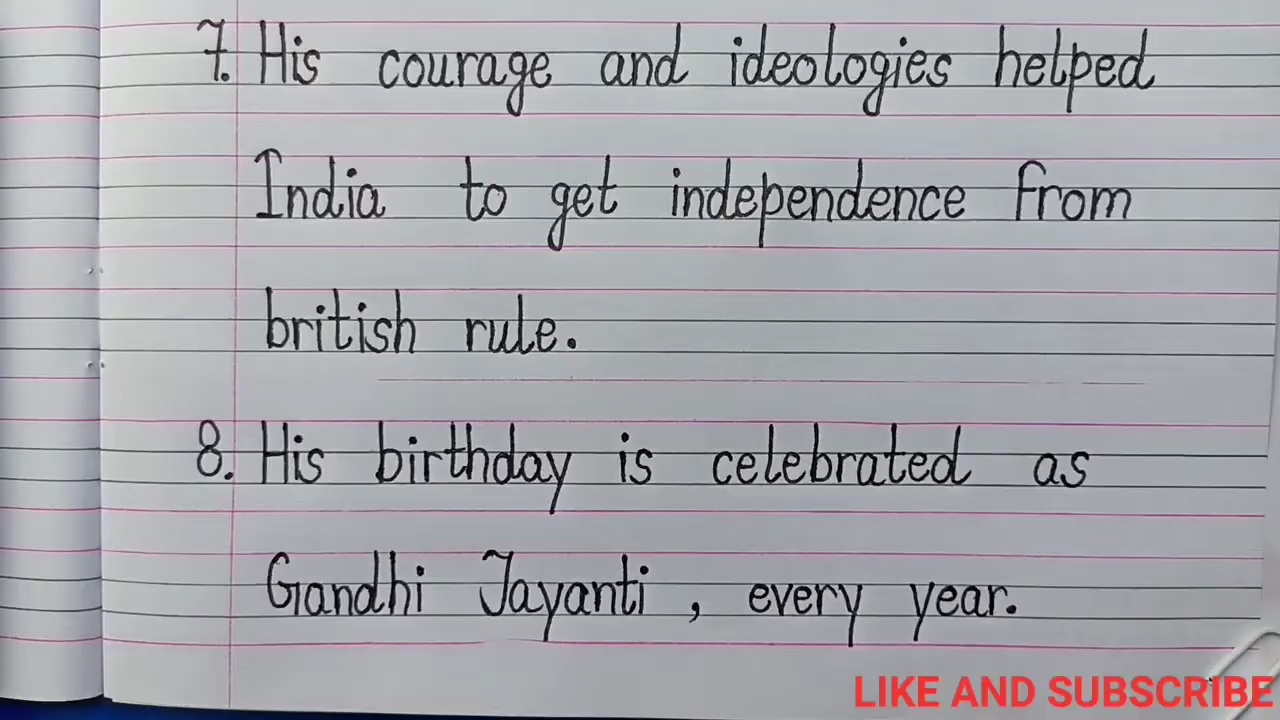 7. His courage and ideologies helped
India to get independence from
british rule.
8. His birthday is celebrated as
Gandhi Jayanti , every year.
LIKE AND SUBSCRIBE